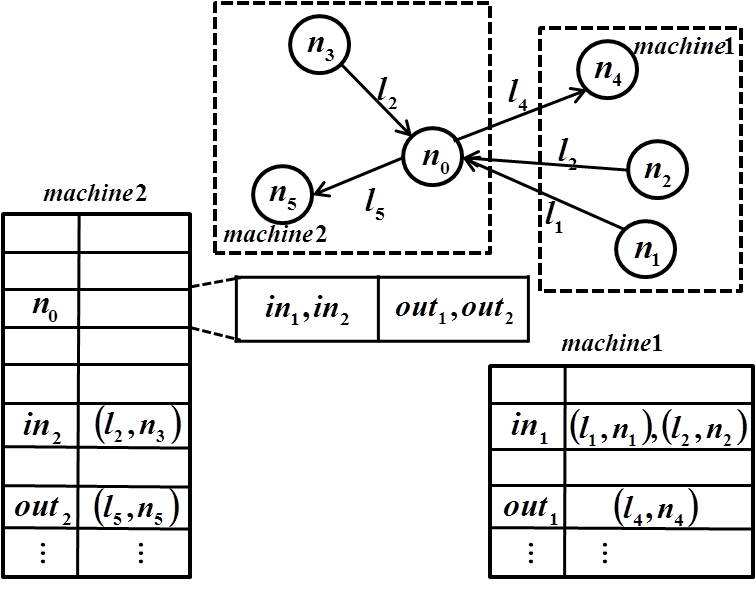 n₃
machine1
n₄
l₂
l₄
n₀
l₂
n₂
n₅
l₅
l₁
machine2
n₁
machine2
n₀
in₁,in₂
out₁,out₂
machine1
in₂ (l₂,n₃)
in₁ (l₁,n₁),(l₂,n₂)
out₂ (l₅,n₅)
out₁ (l₄,n₄)
⋮ ⋮
⋮ ⋮